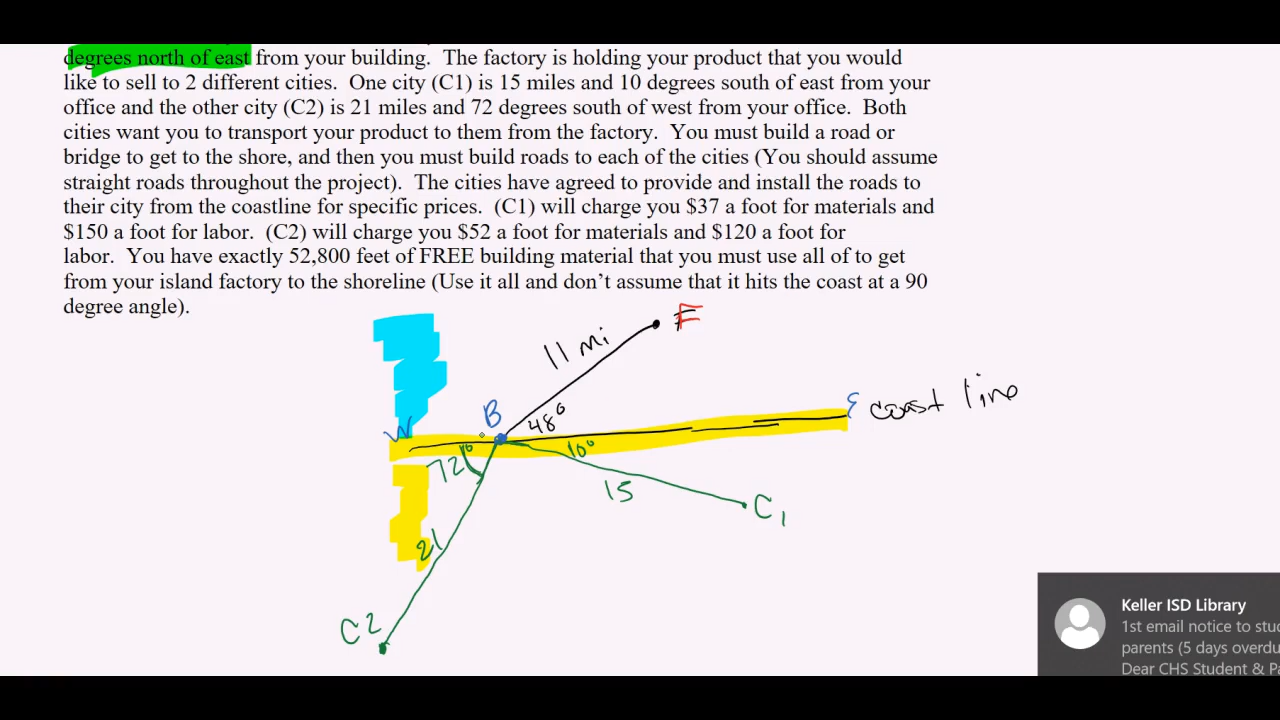 degrees north of east from your building. The factory is holding your product that you would
like to sell to 2 different cities. One city (C1) is 15 miles and 10 degrees south of east from your
office and the other city (C2) is 21 miles and 72 degrees south of west from your office. Both
cities want you to transport your product to them from the factory. You must build a road or
bridge to get to the shore, and then you must build roads to each of the cities (You should assume
straight roads throughout the project). The cities have agreed to provide and install the roads to
their city from the coastline for specific prices. (C1) will charge you $37 a foot for materials and
$150 a foot for labor. (C2) will charge you $52 a foot for materials and $120 a foot for
labor. You have exactly 52,800 feet of FREE building material that you must use all of to get
from your island factory to the shoreline (Use it all and don't assume that it hits the coast at a 90
degree angle).
F
11 mi
B
48°
E
coast line
W
72°
10°
15
C1
21
C2
Keller ISD Library
1st email notice to stu
parents (5 days overdu
Dear CHS Student & Pa